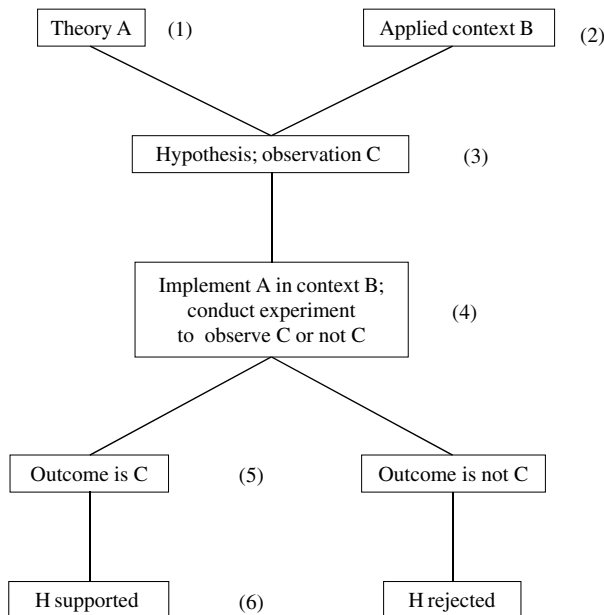 Theory A (1)
Applied context B (2)
Hypothesis; observation C (3)
Implement A in context B;
conduct experiment
to observe C or not C
(4)
Outcome is C (5) Outcome is not C
H supported (6) H rejected